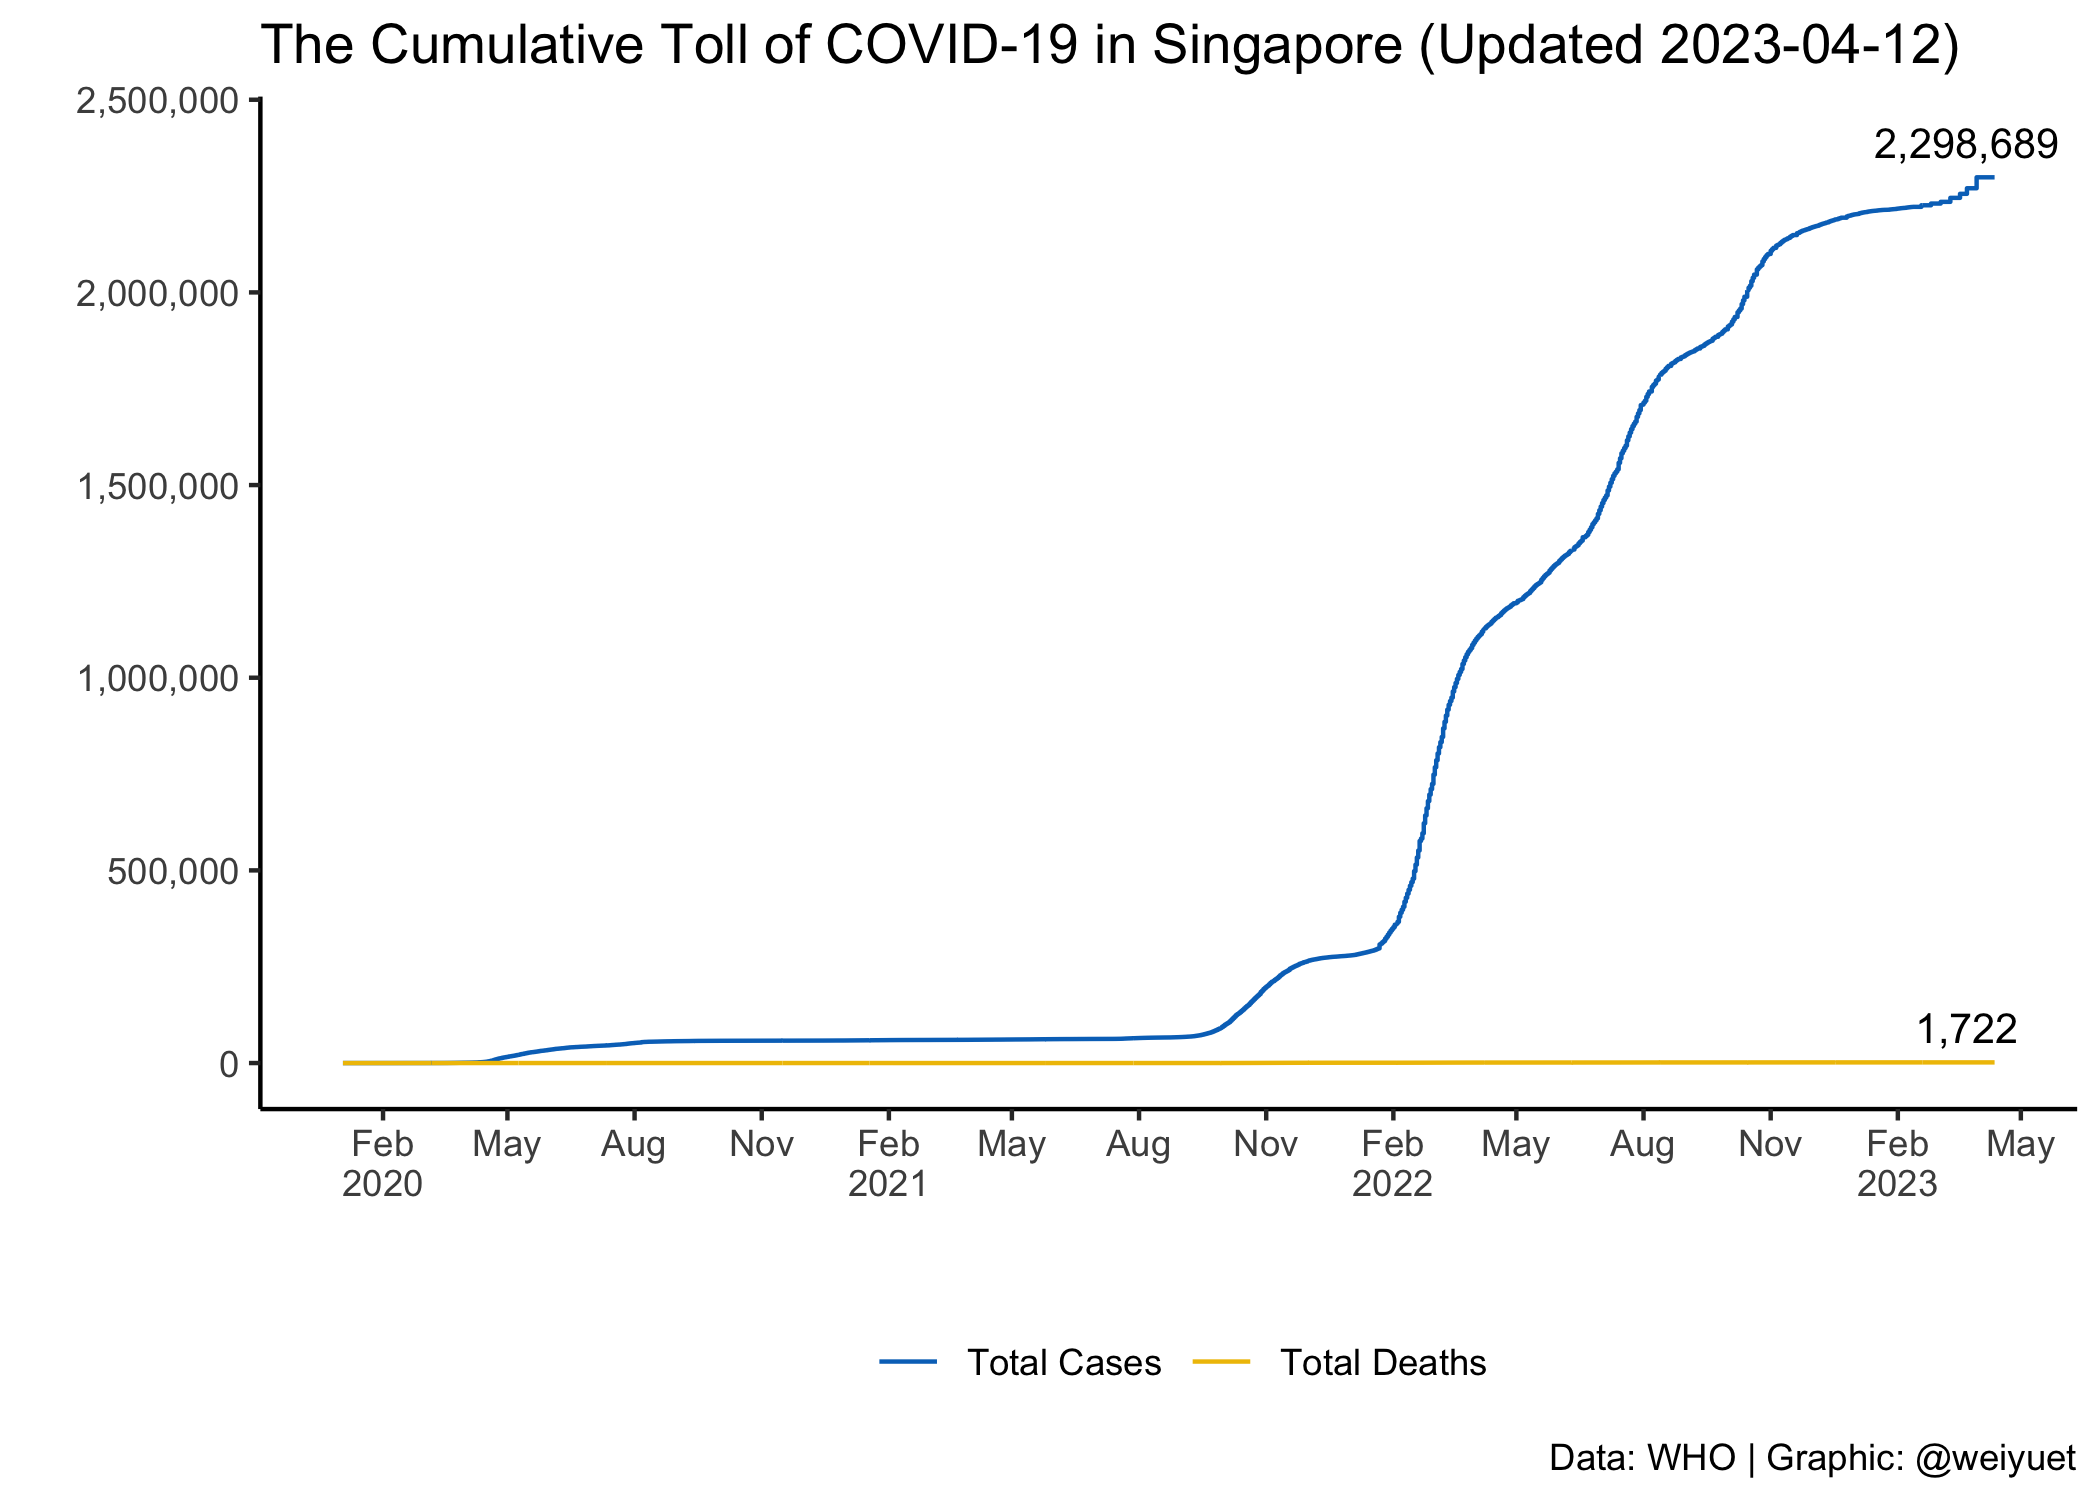 The Cumulative Toll of COVID-19 in Singapore (Updated 2023-04-12)
2,500,000
2,298,689
2,000,000
1,500,000
1,000,000
500,000
1,722
0
Feb May Aug Nov Feb May Aug Nov Feb May Aug Nov Feb May
2020 2021 2022 2023
Total Cases Total Deaths
Data: WHO | Graphic: @weiyuet